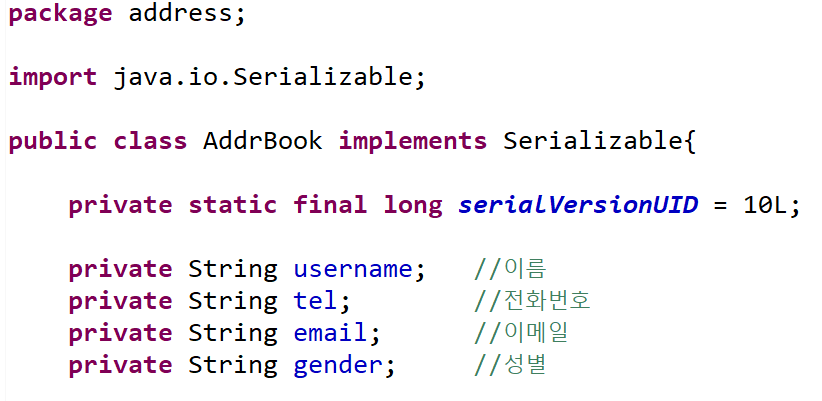 package address;
import java.io.Serializable;
public class AddrBook implements Serializable{
private static final long serialVersionUID = 10L;
private String username; //이름
private String tel; //전화번호
private String email; //이메일
private String gender; //성별